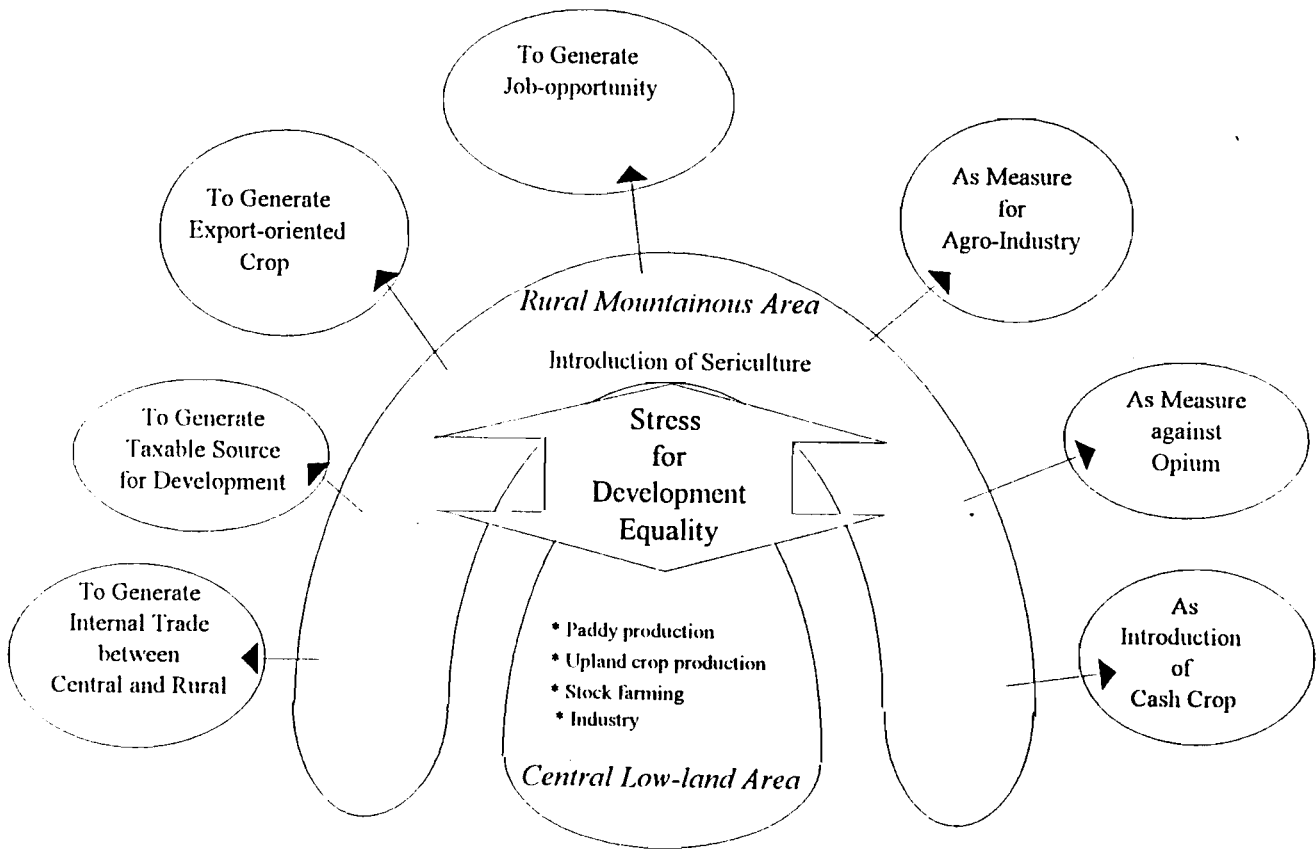 To Generate
Job-opportunity
To Generate
Export-oriented
Crop
As Measure
for
Agro-Industry
Rural Mountainous Area
Introduction of Sericulture
To Generate
Taxable Source
for Development
Stress
for
Development
Equality
As Measure
against
Opium
To Generate
Internal Trade
between
Central and Rural
* Paddy production
* Upland crop production
* Stock farming
* Industry
Central Low-land Area
As
Introduction
of
Cash Crop